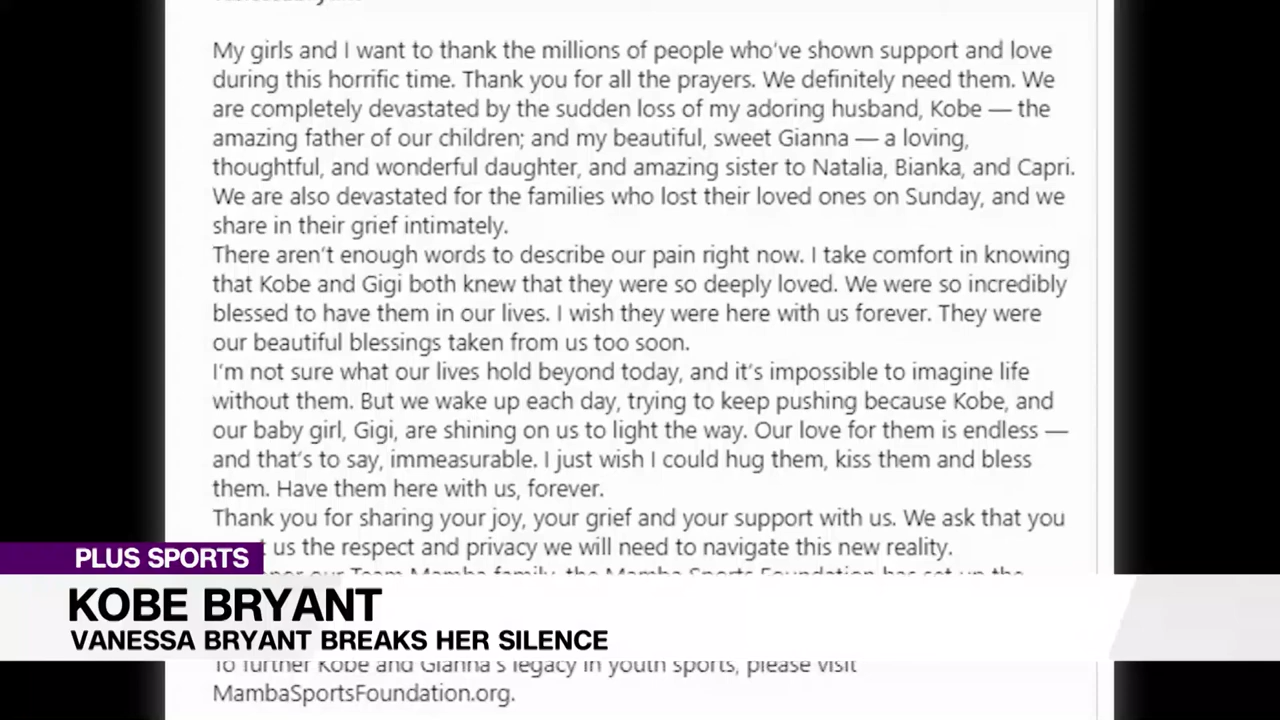 My girls and I want to thank the millions of people who've shown support and love
during this horrific time. Thank you for all the prayers. We definitely need them. We
are completely devastated by the sudden loss of my adoring husband, Kobe — the
amazing father of our children; and my beautiful, sweet Gianna — a loving,
thoughtful, and wonderful daughter, and amazing sister to Natalia, Bianka, and Capri.
We are also devastated for the families who lost their loved ones on Sunday, and we
share in their grief intimately.
There aren't enough words to describe our pain right now. I take comfort in knowing
that Kobe and Gigi both knew that they were so deeply loved. We were so incredibly
blessed to have them in our lives. I wish they were here with us forever. They were
our beautiful blessings taken from us too soon.
I'm not sure what our lives hold beyond today, and it's impossible to imagine life
without them. But we wake up each day, trying to keep pushing because Kobe, and
our baby girl, Gigi, are shining on us to light the way. Our love for them is endless —
and that's to say, immeasurable. I just wish I could hug them, kiss them and bless
them. Have them here with us, forever.
Thank you for sharing your joy, your grief and your support with us. We ask that you
us the respect and privacy we will need to navigate this new reality.
our Team Mamba family, the Mamba Sports Foundation has set up the
PLUS SPORTS
KOBE BRYANT
VANESSA BRYANT BREAKS HER SILENCE
To further Kobe and Gianna's legacy in youth sports, please visit
MambaSportsFoundation.org.